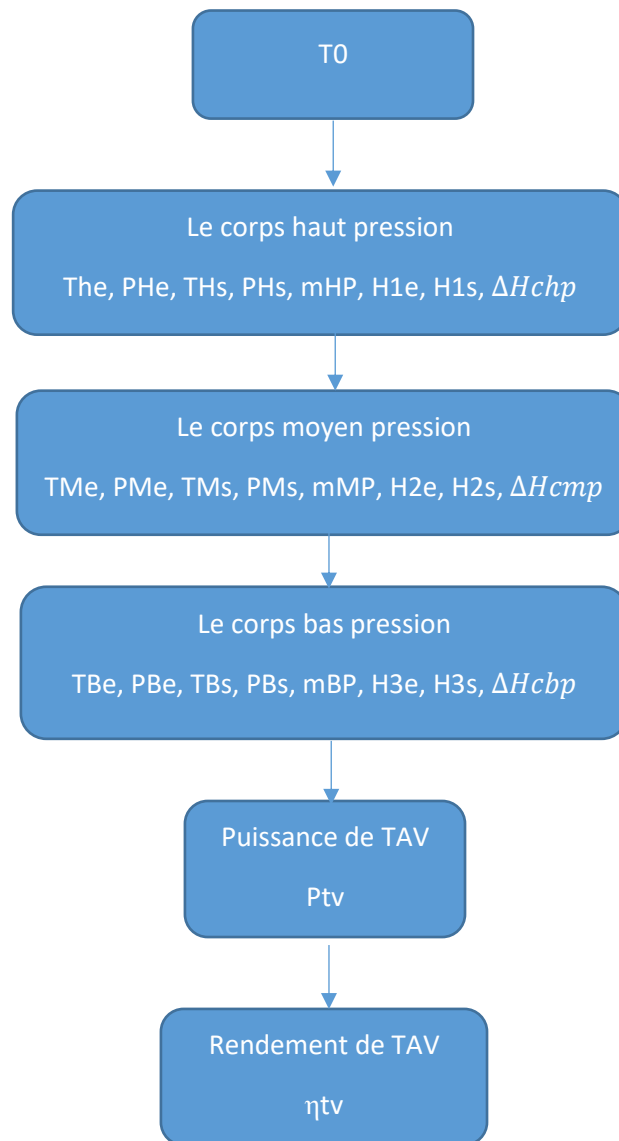 T0
Le corps haut pression
The, PHe, THs, PHs, mHP, H1e, H1s, ΔHchp
Le corps moyen pression
TMe, PMe, TMs, PMs, mMP, H2e, H2s, ΔHcmp
Le corps bas pression
TBe, PBe, TBs, PBs, mBP, H3e, H3s, ΔHcbp
Puissance de TAV
Ptv
Rendement de TAV
ηtv